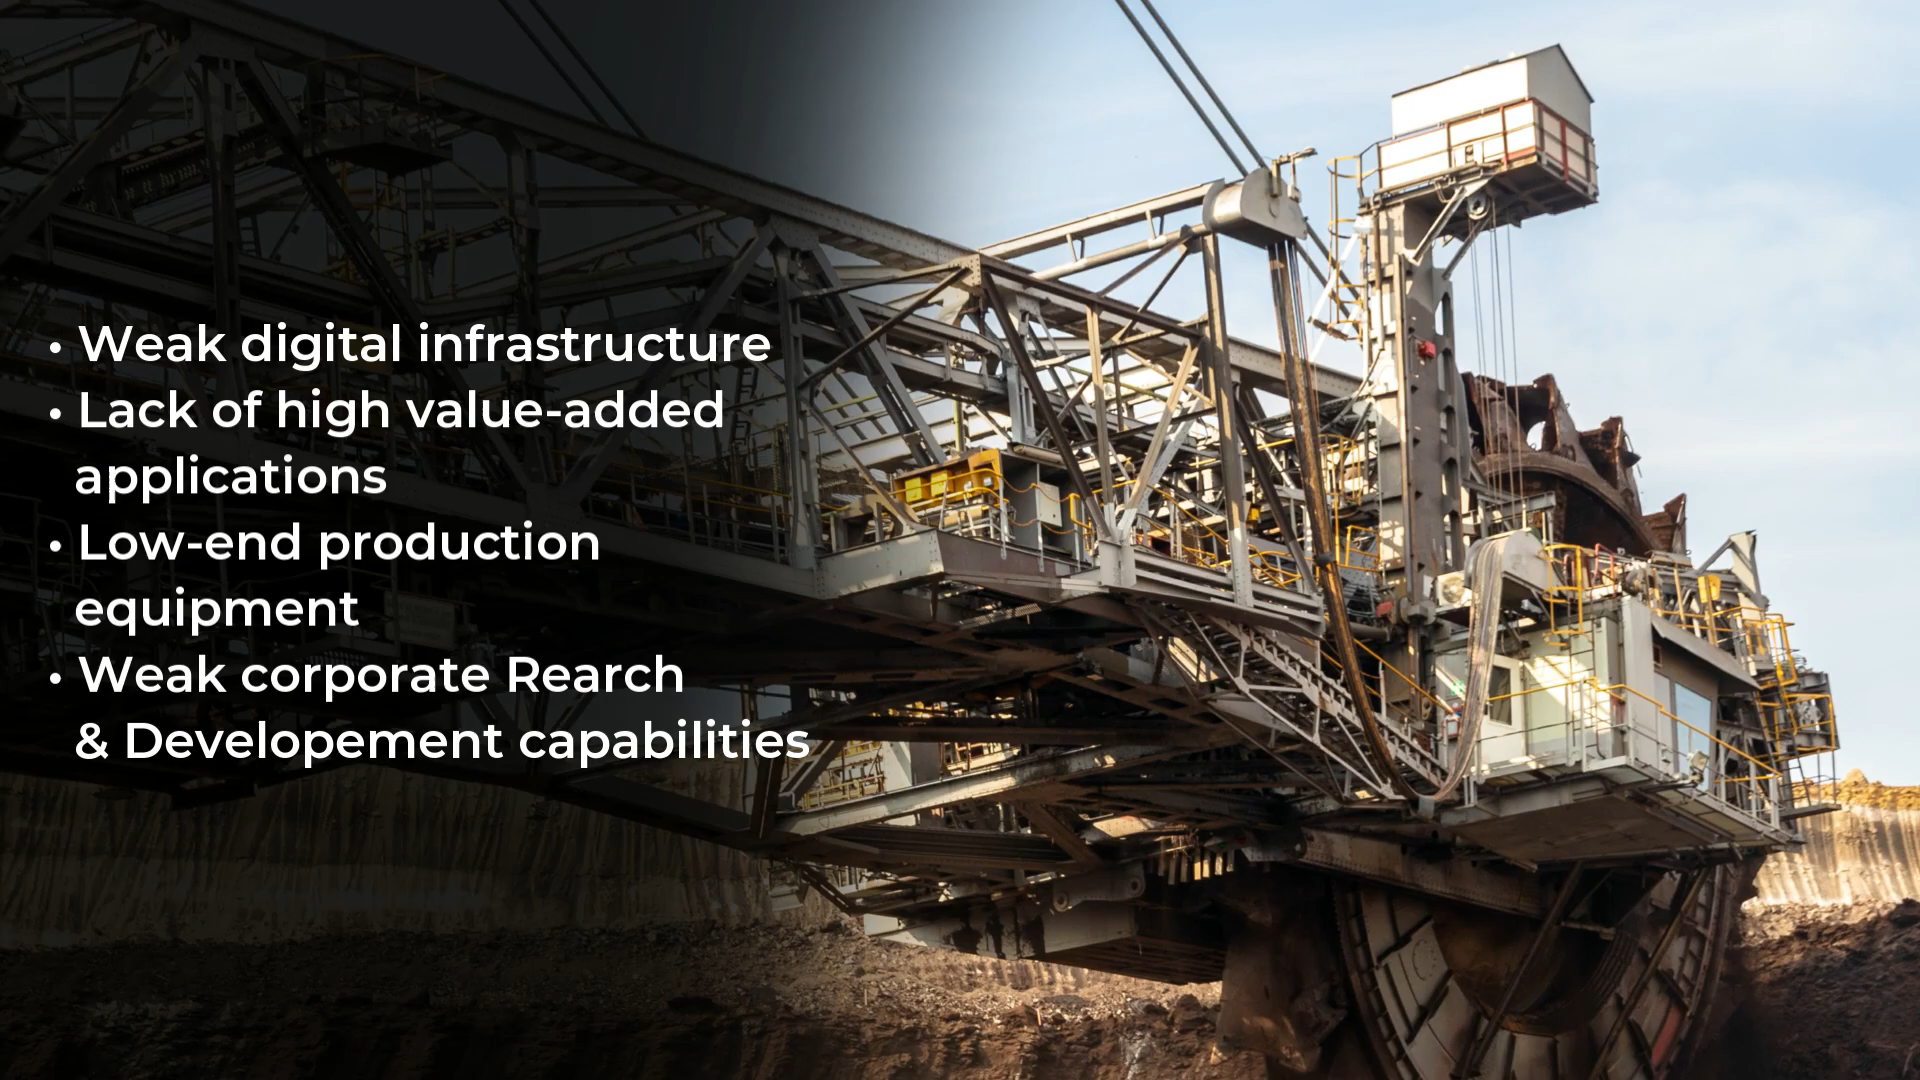 • Weak digital infrastructure
• Lack of high value-added
applications
• Low-end production
equipment
• Weak corporate Rearch
& Developement capabilities